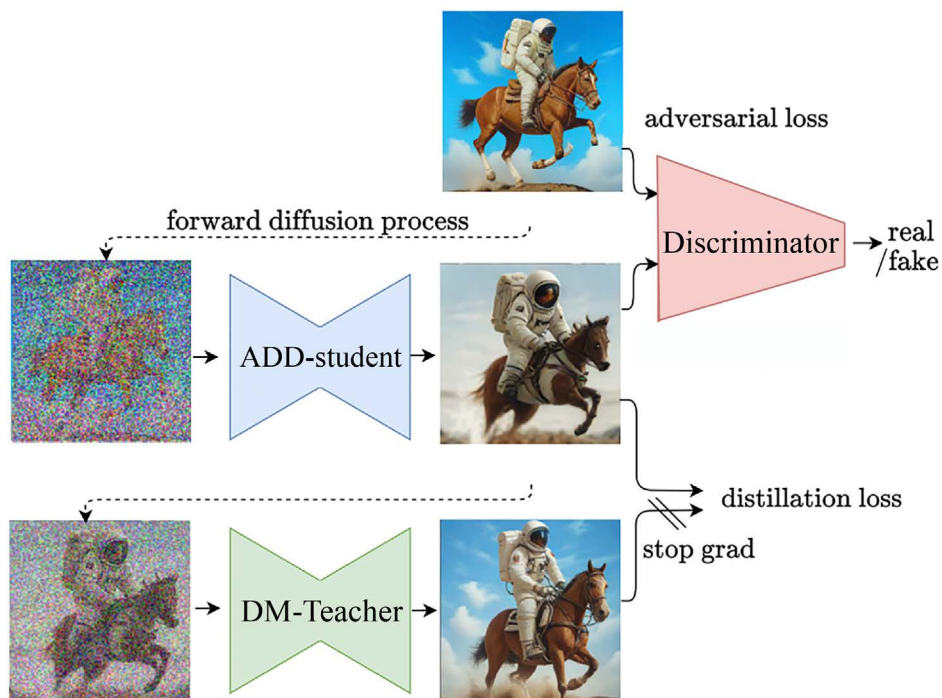 adversarial loss
forward diffusion process
Discriminator
real
/fake
ADD-student
distillation loss
stop grad
DM-Teacher